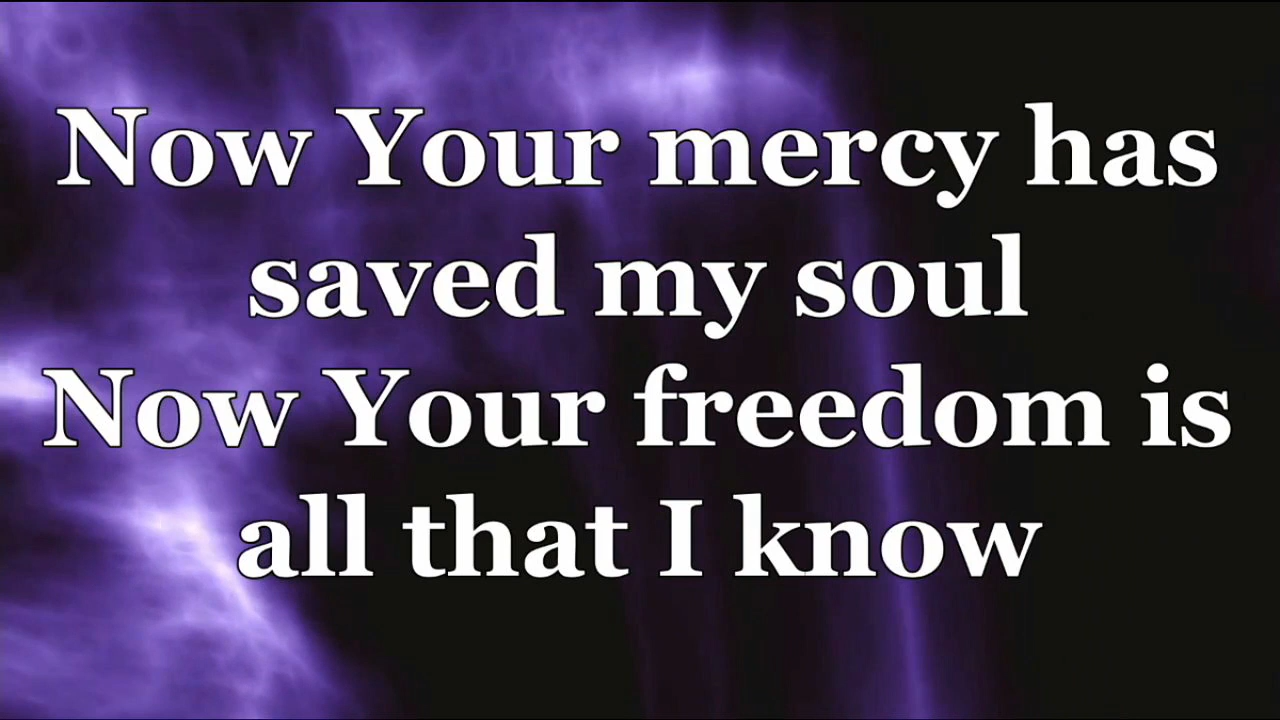 Now Your mercy has
saved my soul
Now Your freedom is
all that I know